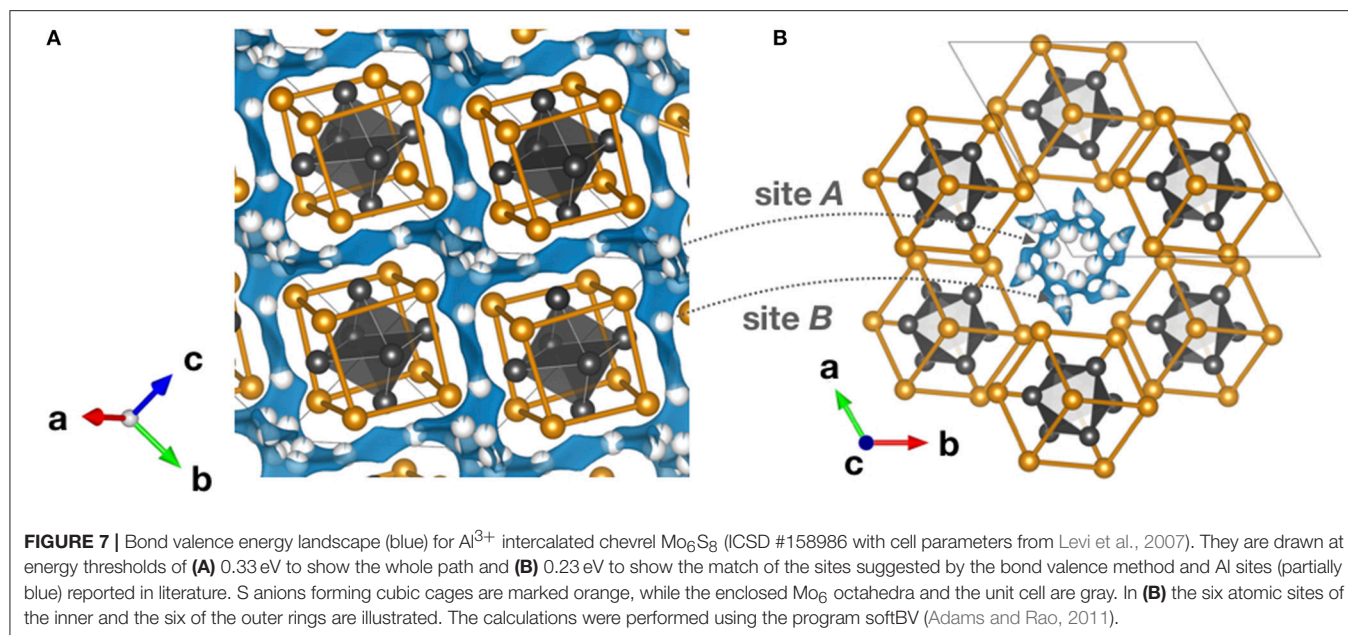 A
B
site A
site B
c
a
b
a
c
b
FIGURE 7 | Bond valence energy landscape (blue) for Al3+ intercalated chevrel Mo6S8 (ICSD #158986 with cell parameters from Levi et al., 2007). They are drawn at
energy thresholds of (A) 0.33 eV to show the whole path and (B) 0.23 eV to show the match of the sites suggested by the bond valence method and Al sites (partially
blue) reported in literature. S anions forming cubic cages are marked orange, while the enclosed Mo6 octahedra and the unit cell are gray. In (B) the six atomic sites of
the inner and the six of the outer rings are illustrated. The calculations were performed using the program softBV (Adams and Rao, 2011).